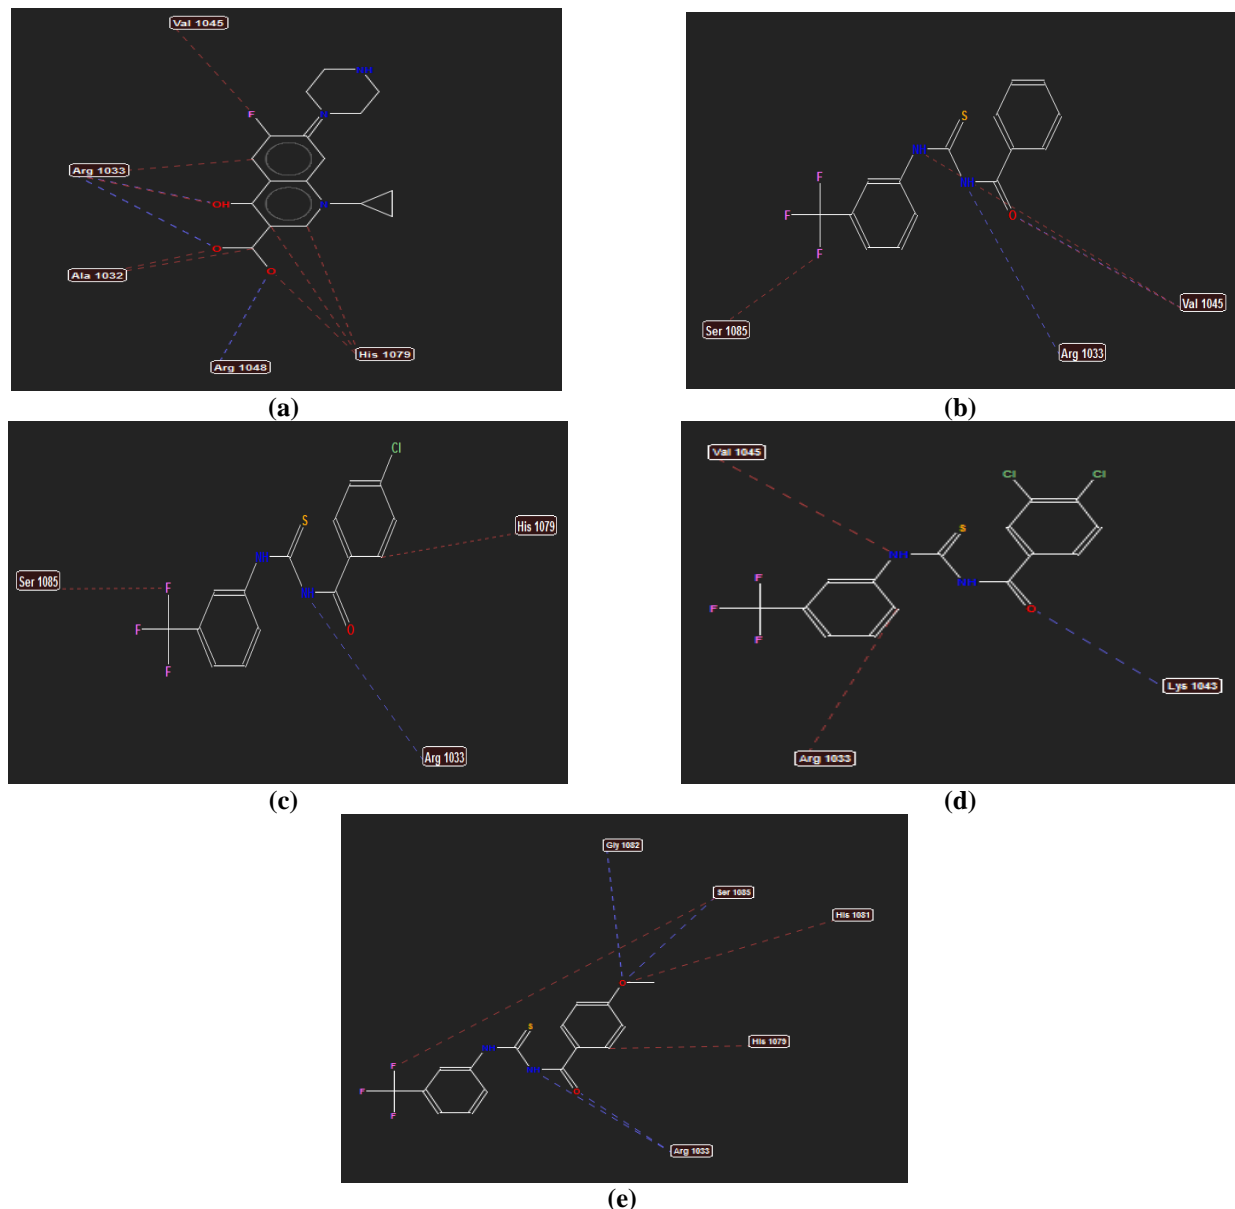 Val 1045
NH
F
N
Arg 1033
OH
N
O
Ala 1032
O
His 1079
Arg 1048
(a)
S
NH
NH
F
F
O
F
Val 1045
Ser 1085
Arg 1033
(b)
Cl
S
His 1079
NH
Ser 1085
F
NH
F
O
F
Arg 1033
(c)
Val 1045
Cl
Cl
S
NH
F
NH
F
O
F
Lys 1043
Arg 1033
(d)
Gly 1082
Ser 1085
His 1081
O
S
His 1079
NH
F
NH
F
O
F
Arg 1033
(e)